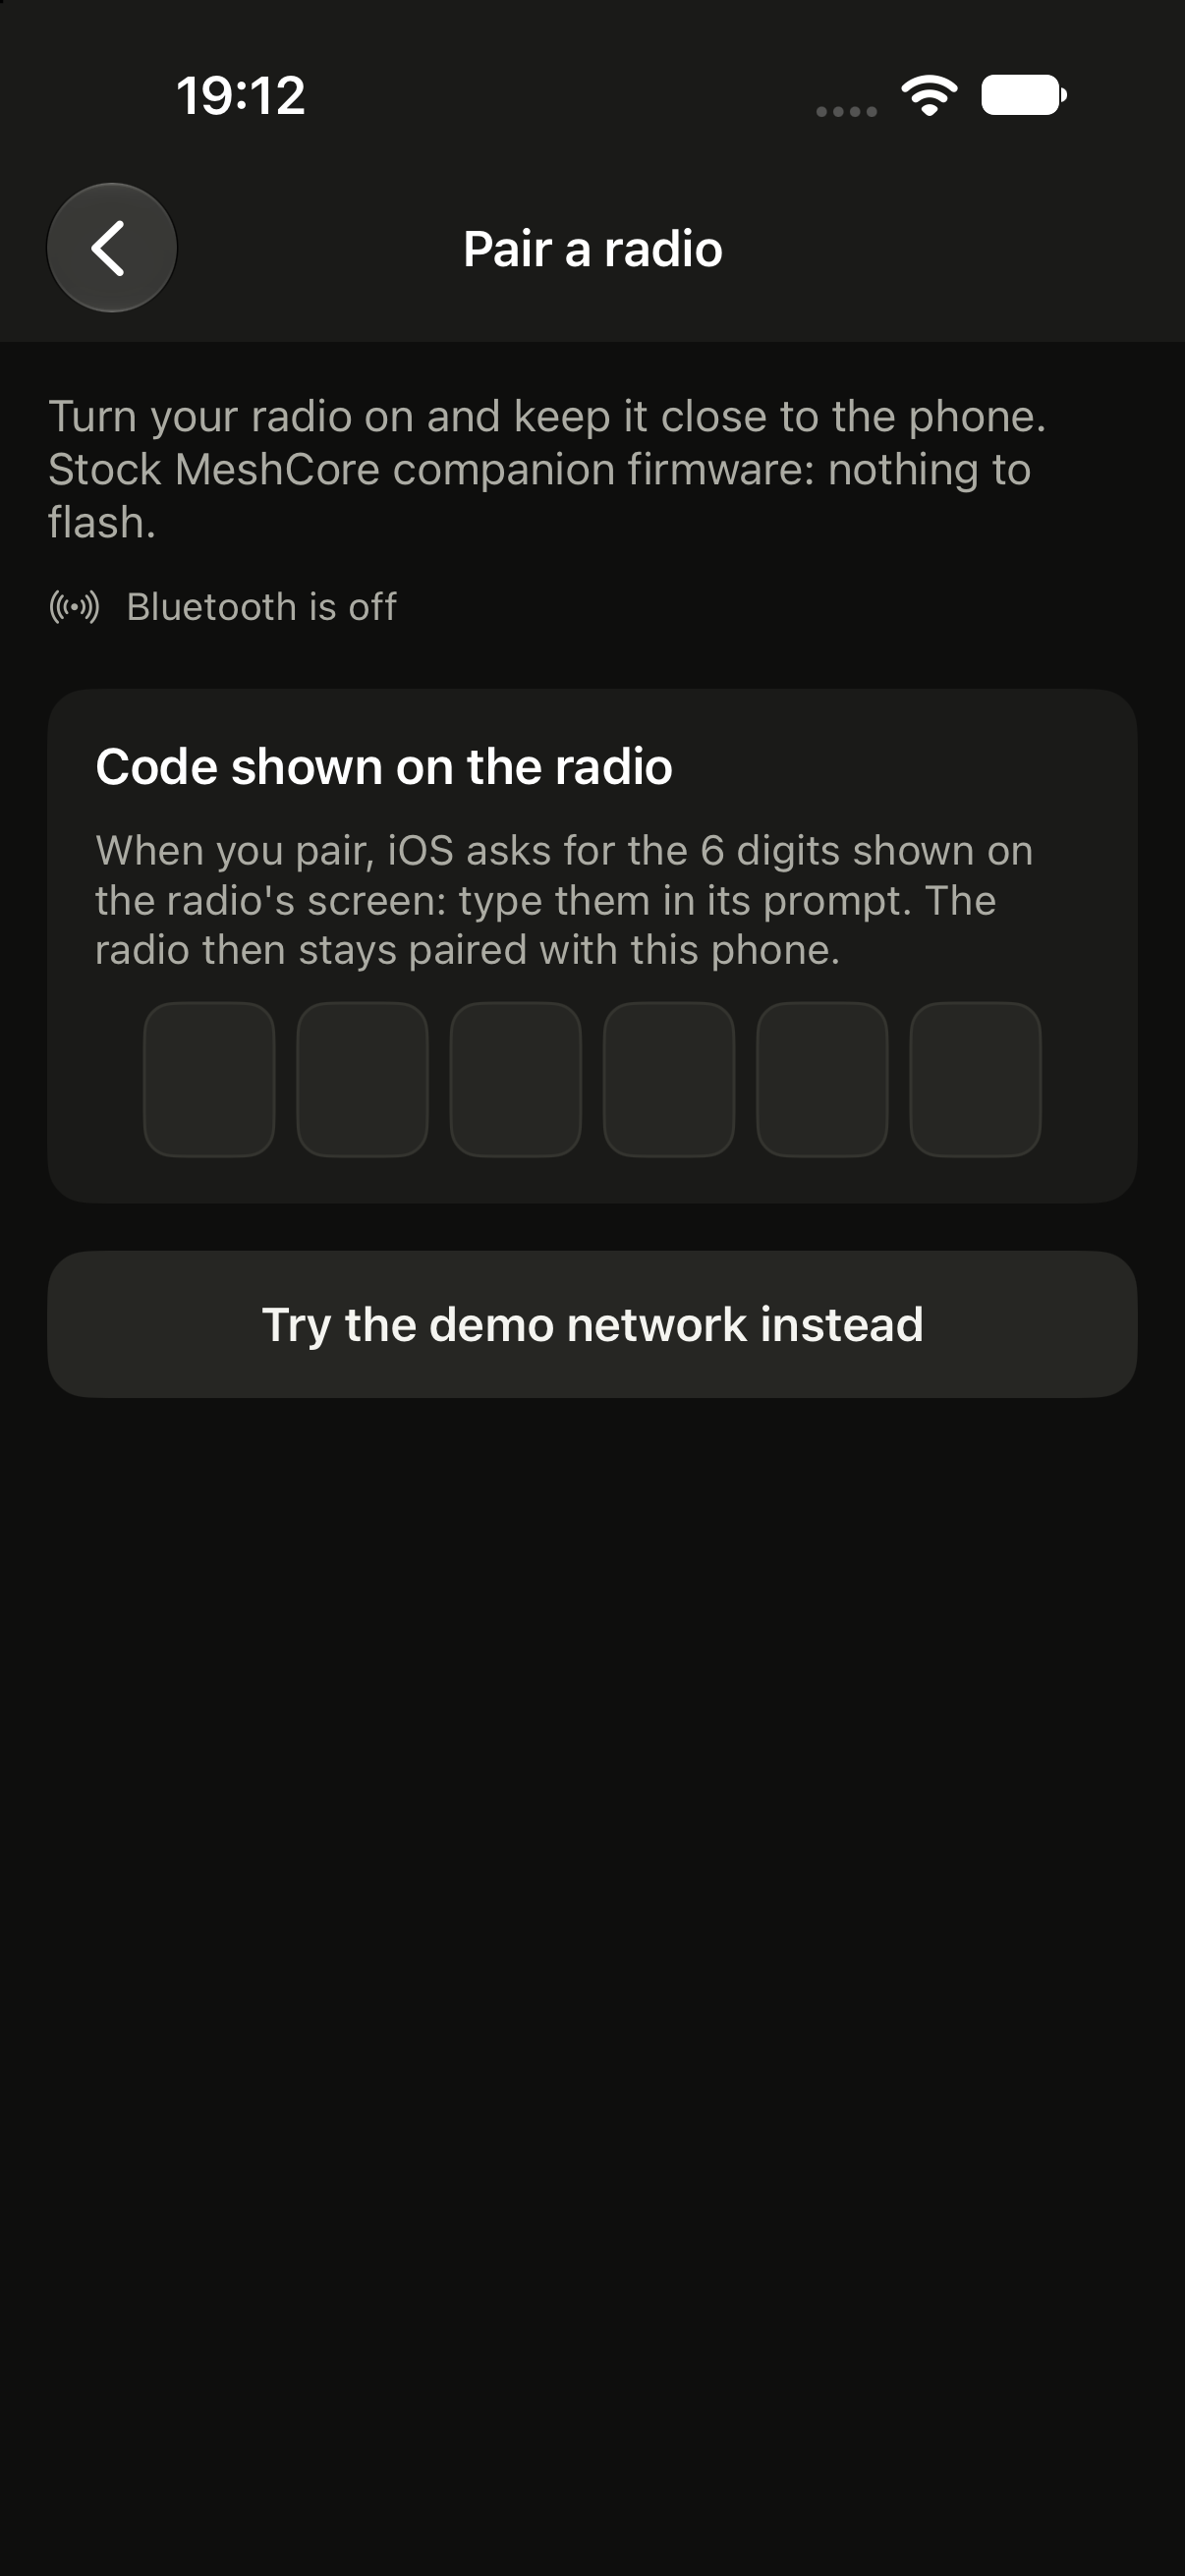 19:12
Pair a radio
Turn your radio on and keep it close to the phone.
Stock MeshCore companion firmware: nothing to
flash.
Bluetooth is off
Code shown on the radio
When you pair, iOS asks for the 6 digits shown on
the radio's screen: type them in its prompt. The
radio then stays paired with this phone.
Try the demo network instead